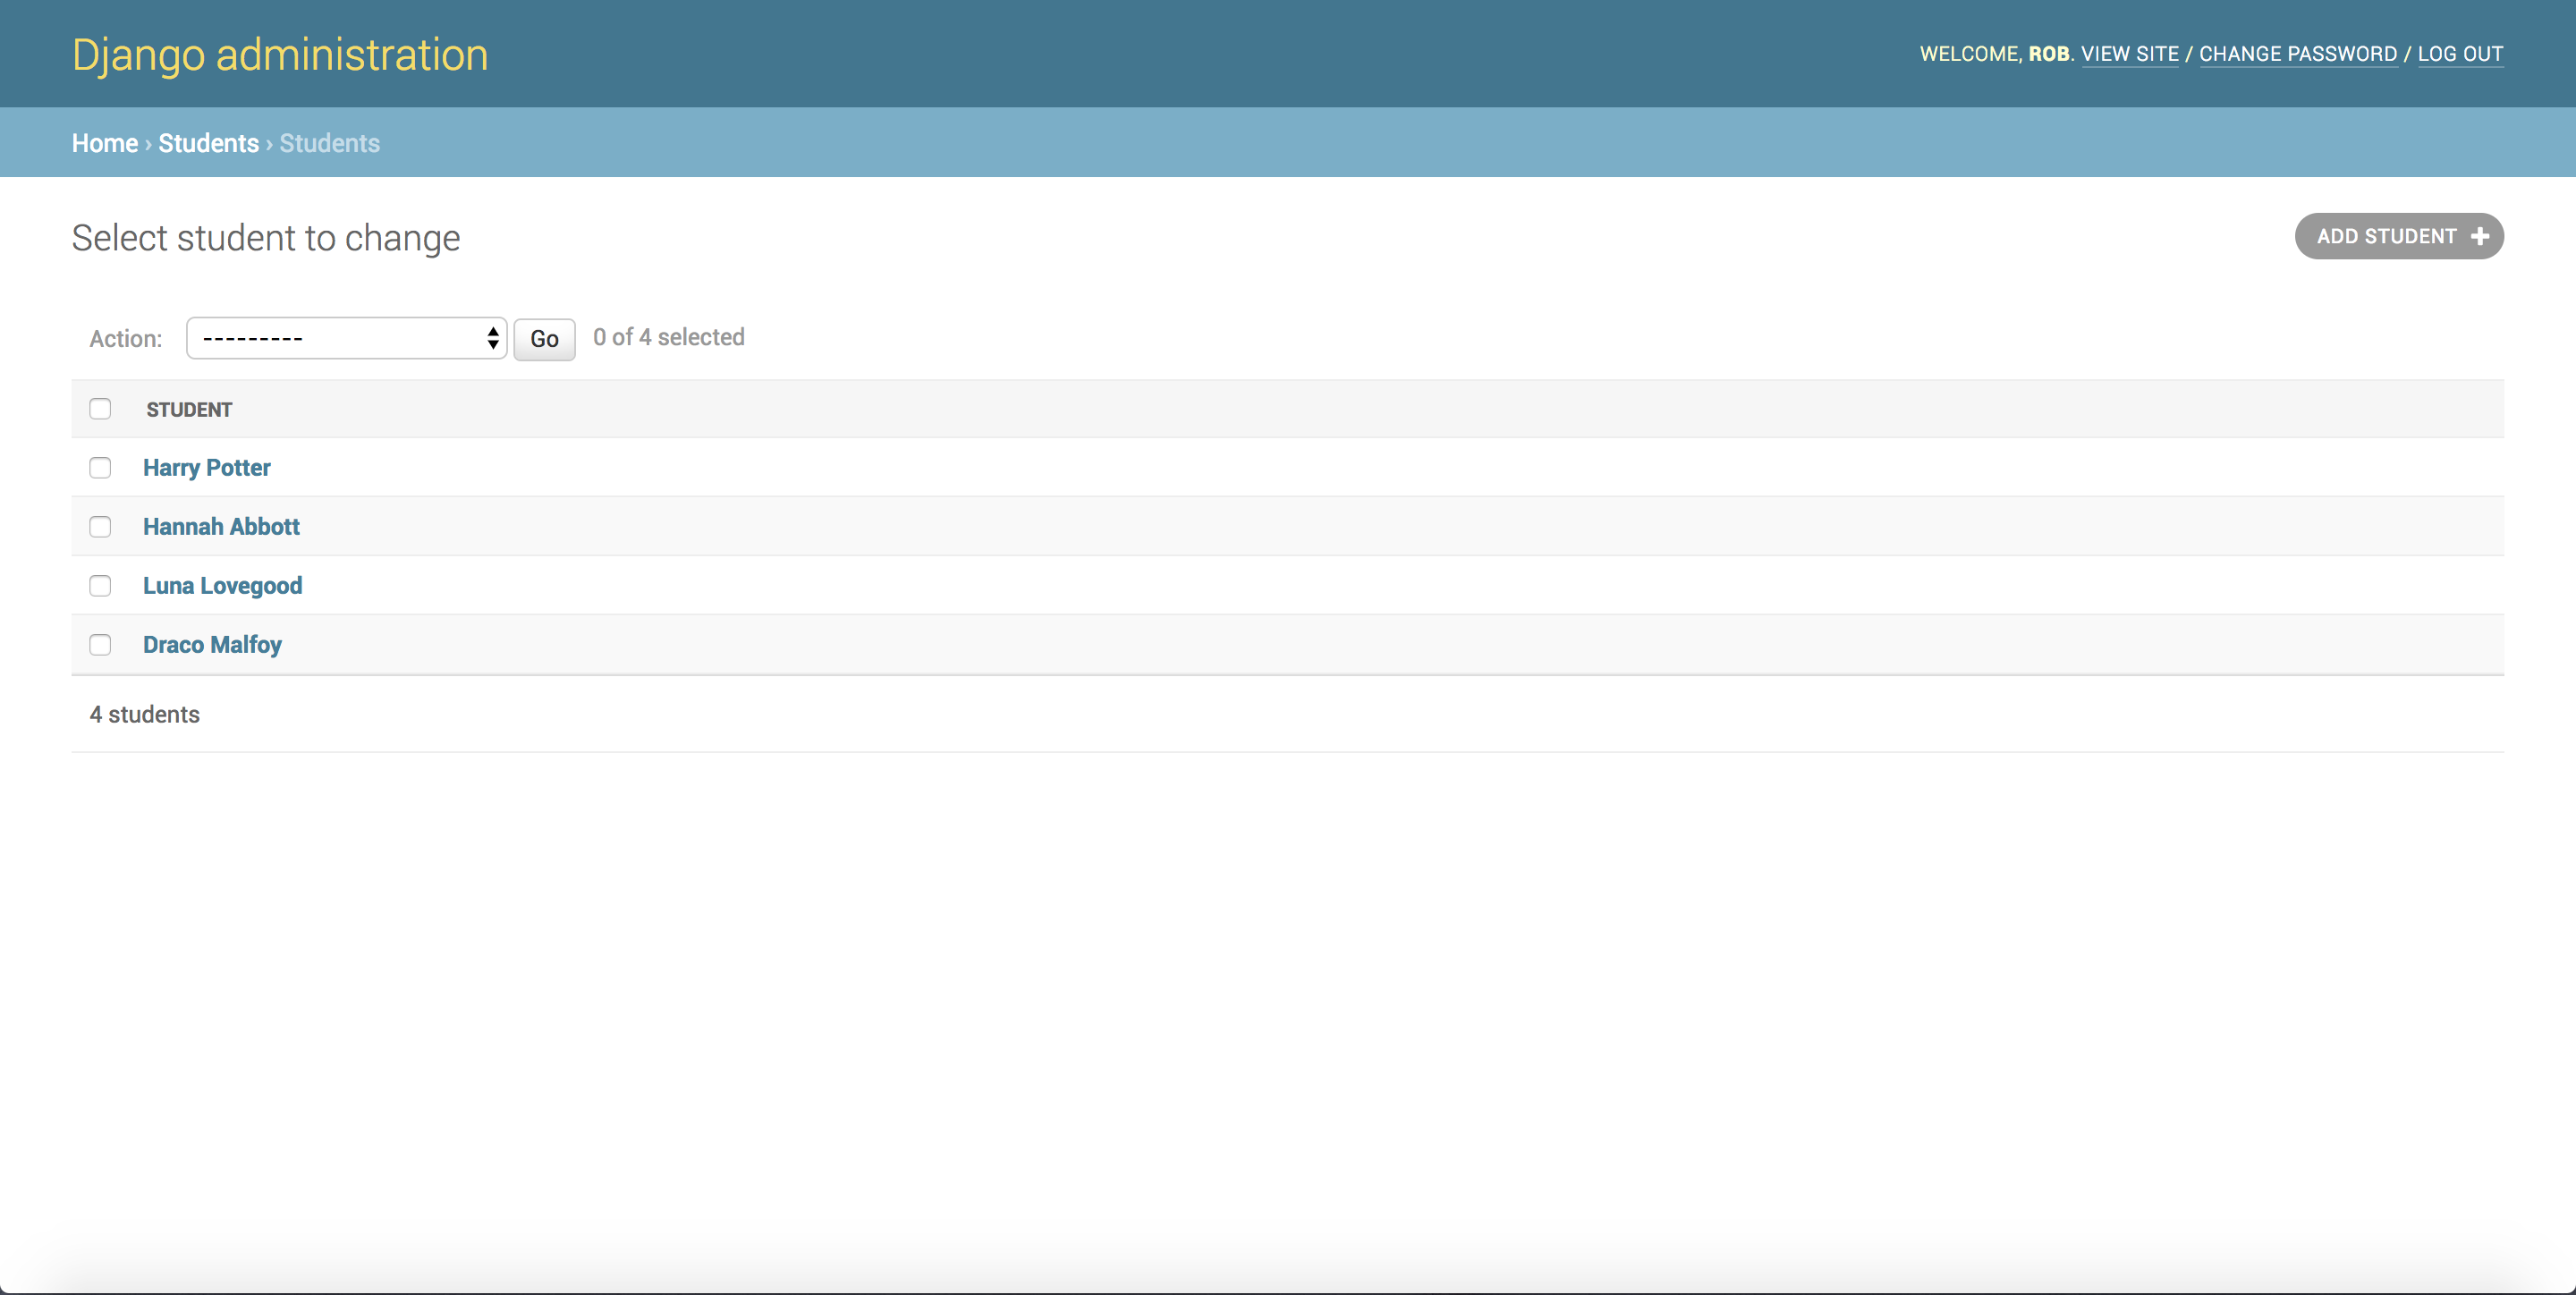 Django administration
WELCOME, ROB. VIEW SITE / CHANGE PASSWORD / LOG OUT
Home › Students › Students
Select student to change
ADD STUDENT +
Action: --------- Go 0 of 4 selected
STUDENT
Harry Potter
Hannah Abbott
Luna Lovegood
Draco Malfoy
4 students